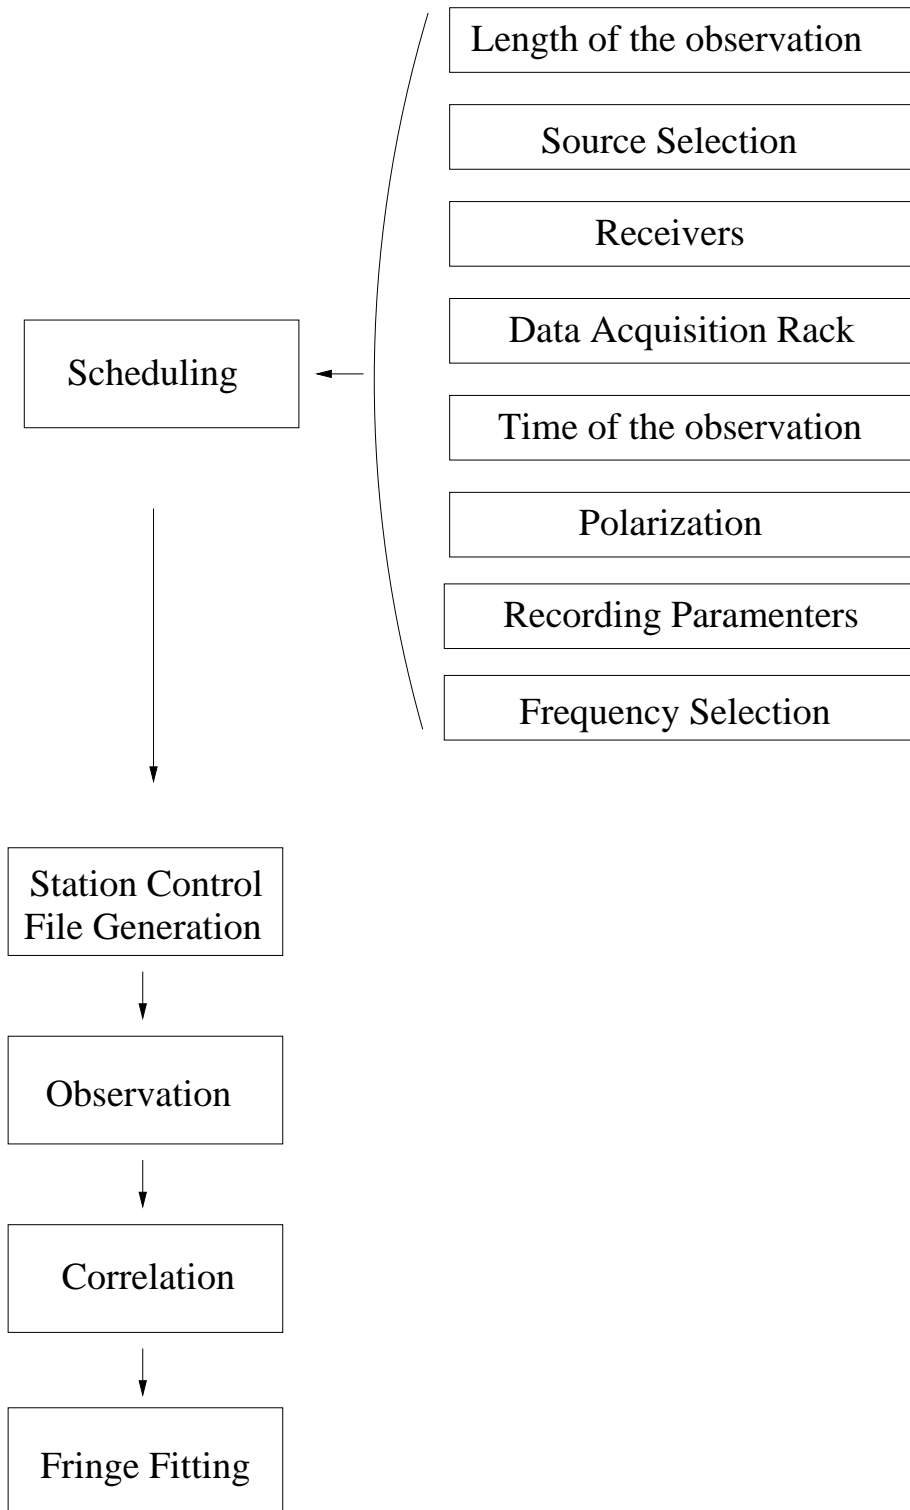 Length of the observation
Source Selection
Receivers
Data Acquisition Rack
Scheduling
Time of the observation
Polarization
Recording Paramenters
Frequency Selection
Station Control
File Generation
Observation
Correlation
Fringe Fitting